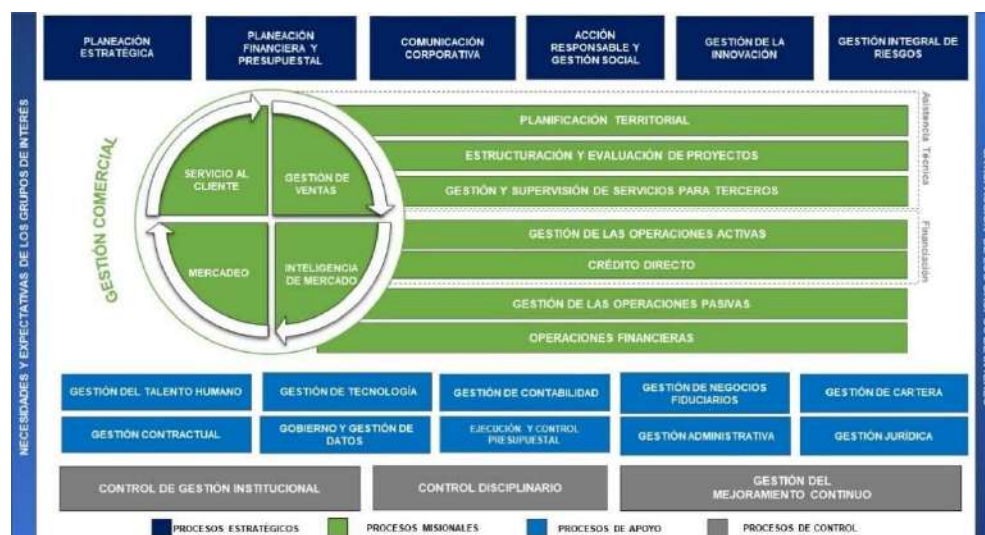 PLANEACIÓN
ESTRATÉGICA
PLANEACIÓN
FINANCIERA Y
PRESUPUESTAL
COMUNICACIÓN
CORPORATIVA
ACCIÓN
RESPONSABLE Y
GESTIÓN SOCIAL
GESTIÓN DE LA
INNOVACIÓN
GESTIÓN INTEGRAL DE
RIESGOS
NECESIDADES Y EXPECTATIVAS DE LOS GRUPOS DE INTERÉS
GESTIÓN COMERCIAL
SERVICIO AL
CLIENTE
GESTIÓN DE
VENTAS
MERCADEO
INTELIGENCIA
DE MERCADO
PLANIFICACIÓN TERRITORIAL
ESTRUCTURACIÓN Y EVALUACIÓN DE PROYECTOS
GESTIÓN Y SUPERVISIÓN DE SERVICIOS PARA TERCEROS
Asistencia Técnica
GESTIÓN DE LAS OPERACIONES ACTIVAS
CRÉDITO DIRECTO
Financiación
GESTIÓN DE LAS OPERACIONES PASIVAS
OPERACIONES FINANCIERAS
GESTIÓN DEL TALENTO HUMANO
GESTIÓN DE TECNOLOGÍA
GESTIÓN DE CONTABILIDAD
GESTIÓN DE NEGOCIOS
FIDUCIARIOS
GESTIÓN DE CARTERA
GESTIÓN CONTRACTUAL
GOBIERNO Y GESTIÓN DE
DATOS
EJECUCIÓN Y CONTROL
PRESUPUESTAL
GESTIÓN ADMINISTRATIVA
GESTIÓN JURÍDICA
CONTROL DE GESTIÓN INSTITUCIONAL
CONTROL DISCIPLINARIO
GESTIÓN DEL
MEJORAMIENTO CONTINUO
PROCESOS ESTRATÉGICOS
PROCESOS MISIONALES
PROCESOS DE APOYO
PROCESOS DE CONTROL